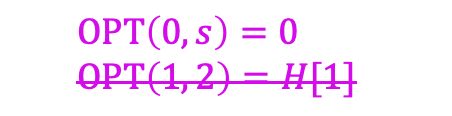 OPT(0, s) = 0
OPT(1, 2) = H[1]